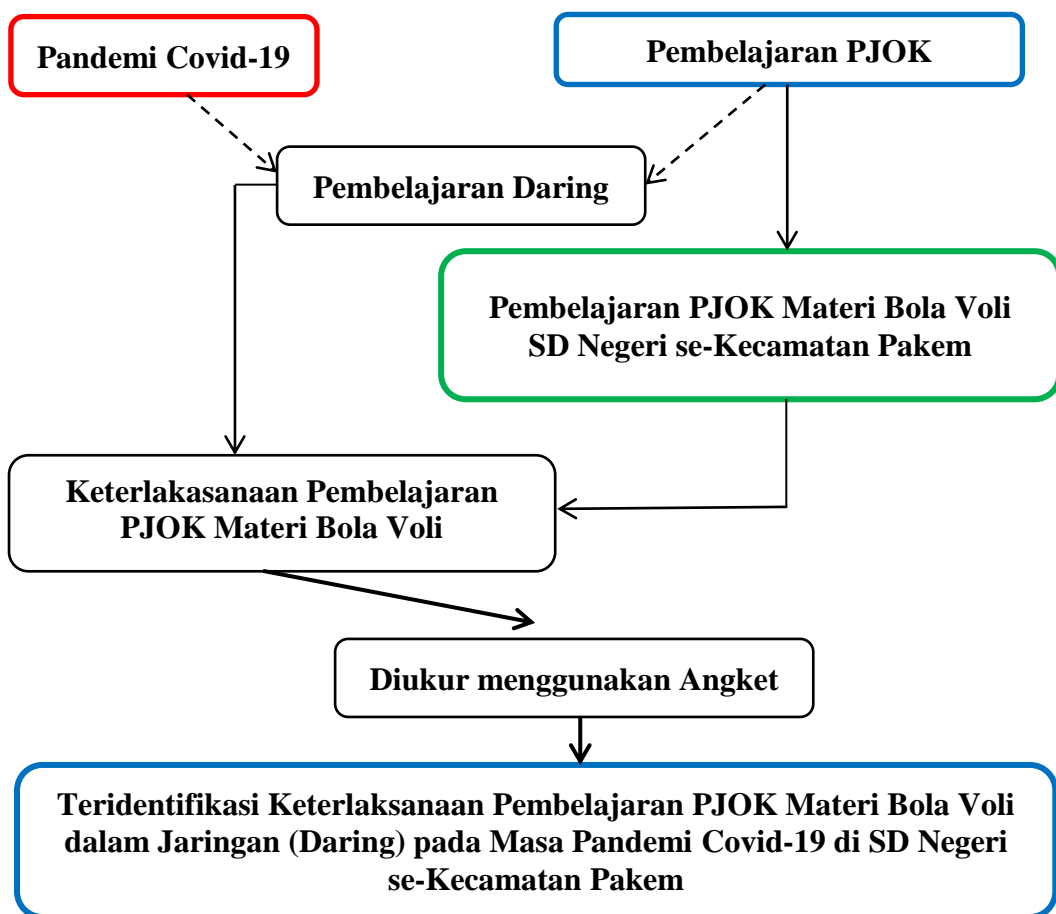 Pandemi Covid-19
Pembelajaran PJOK
Pembelajaran Daring
Pembelajaran PJOK Materi Bola Voli
SD Negeri se-Kecamatan Pakem
Keterlakasanaan Pembelajaran
PJOK Materi Bola Voli
Diukur menggunakan Angket
Teridentifikasi Keterlaksanaan Pembelajaran PJOK Materi Bola Voli
dalam Jaringan (Daring) pada Masa Pandemi Covid-19 di SD Negeri
se-Kecamatan Pakem